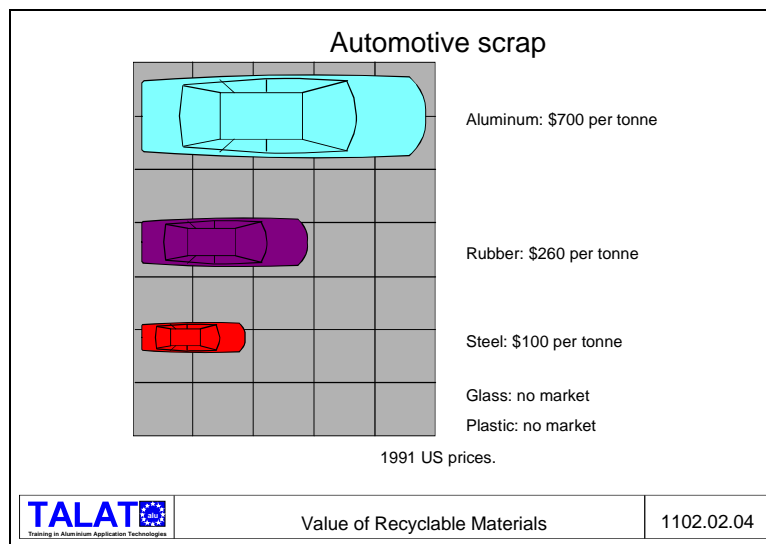 Automotive scrap
Aluminum: $700 per tonne
Rubber: $260 per tonne
Steel: $100 per tonne
Glass: no market
Plastic: no market
1991 US prices.
TALAT
alu
Training in Aluminium Application Technologies
Value of Recyclable Materials
1102.02.04